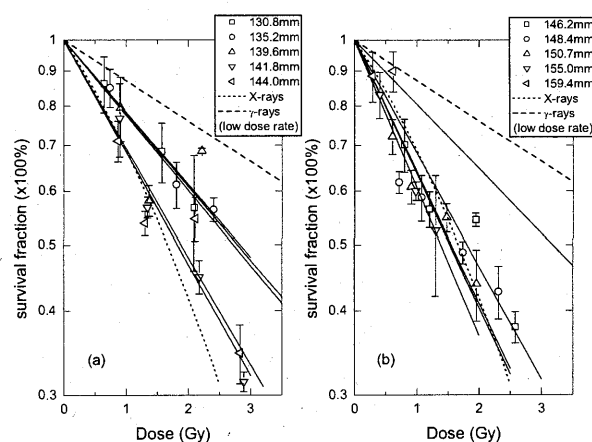 130.8mm
135.2mm
139.6mm
141.8mm
144.0mm
X-rays
γ-rays
(low dose rate)
1
0.9
0.8
0.7
0.6
0.5
0.4
0.3
survival fraction (x100%)
(a)
0 1 2 3
Dose (Gy)
146.2mm
148.4mm
150.7mm
155.0mm
159.4mm
X-rays
γ-rays
(low dose rate)
1
0.9
0.8
0.7
0.6
0.5
0.4
0.3
survival fraction (x100%)
(b)
0 1 2 3
Dose (Gy)